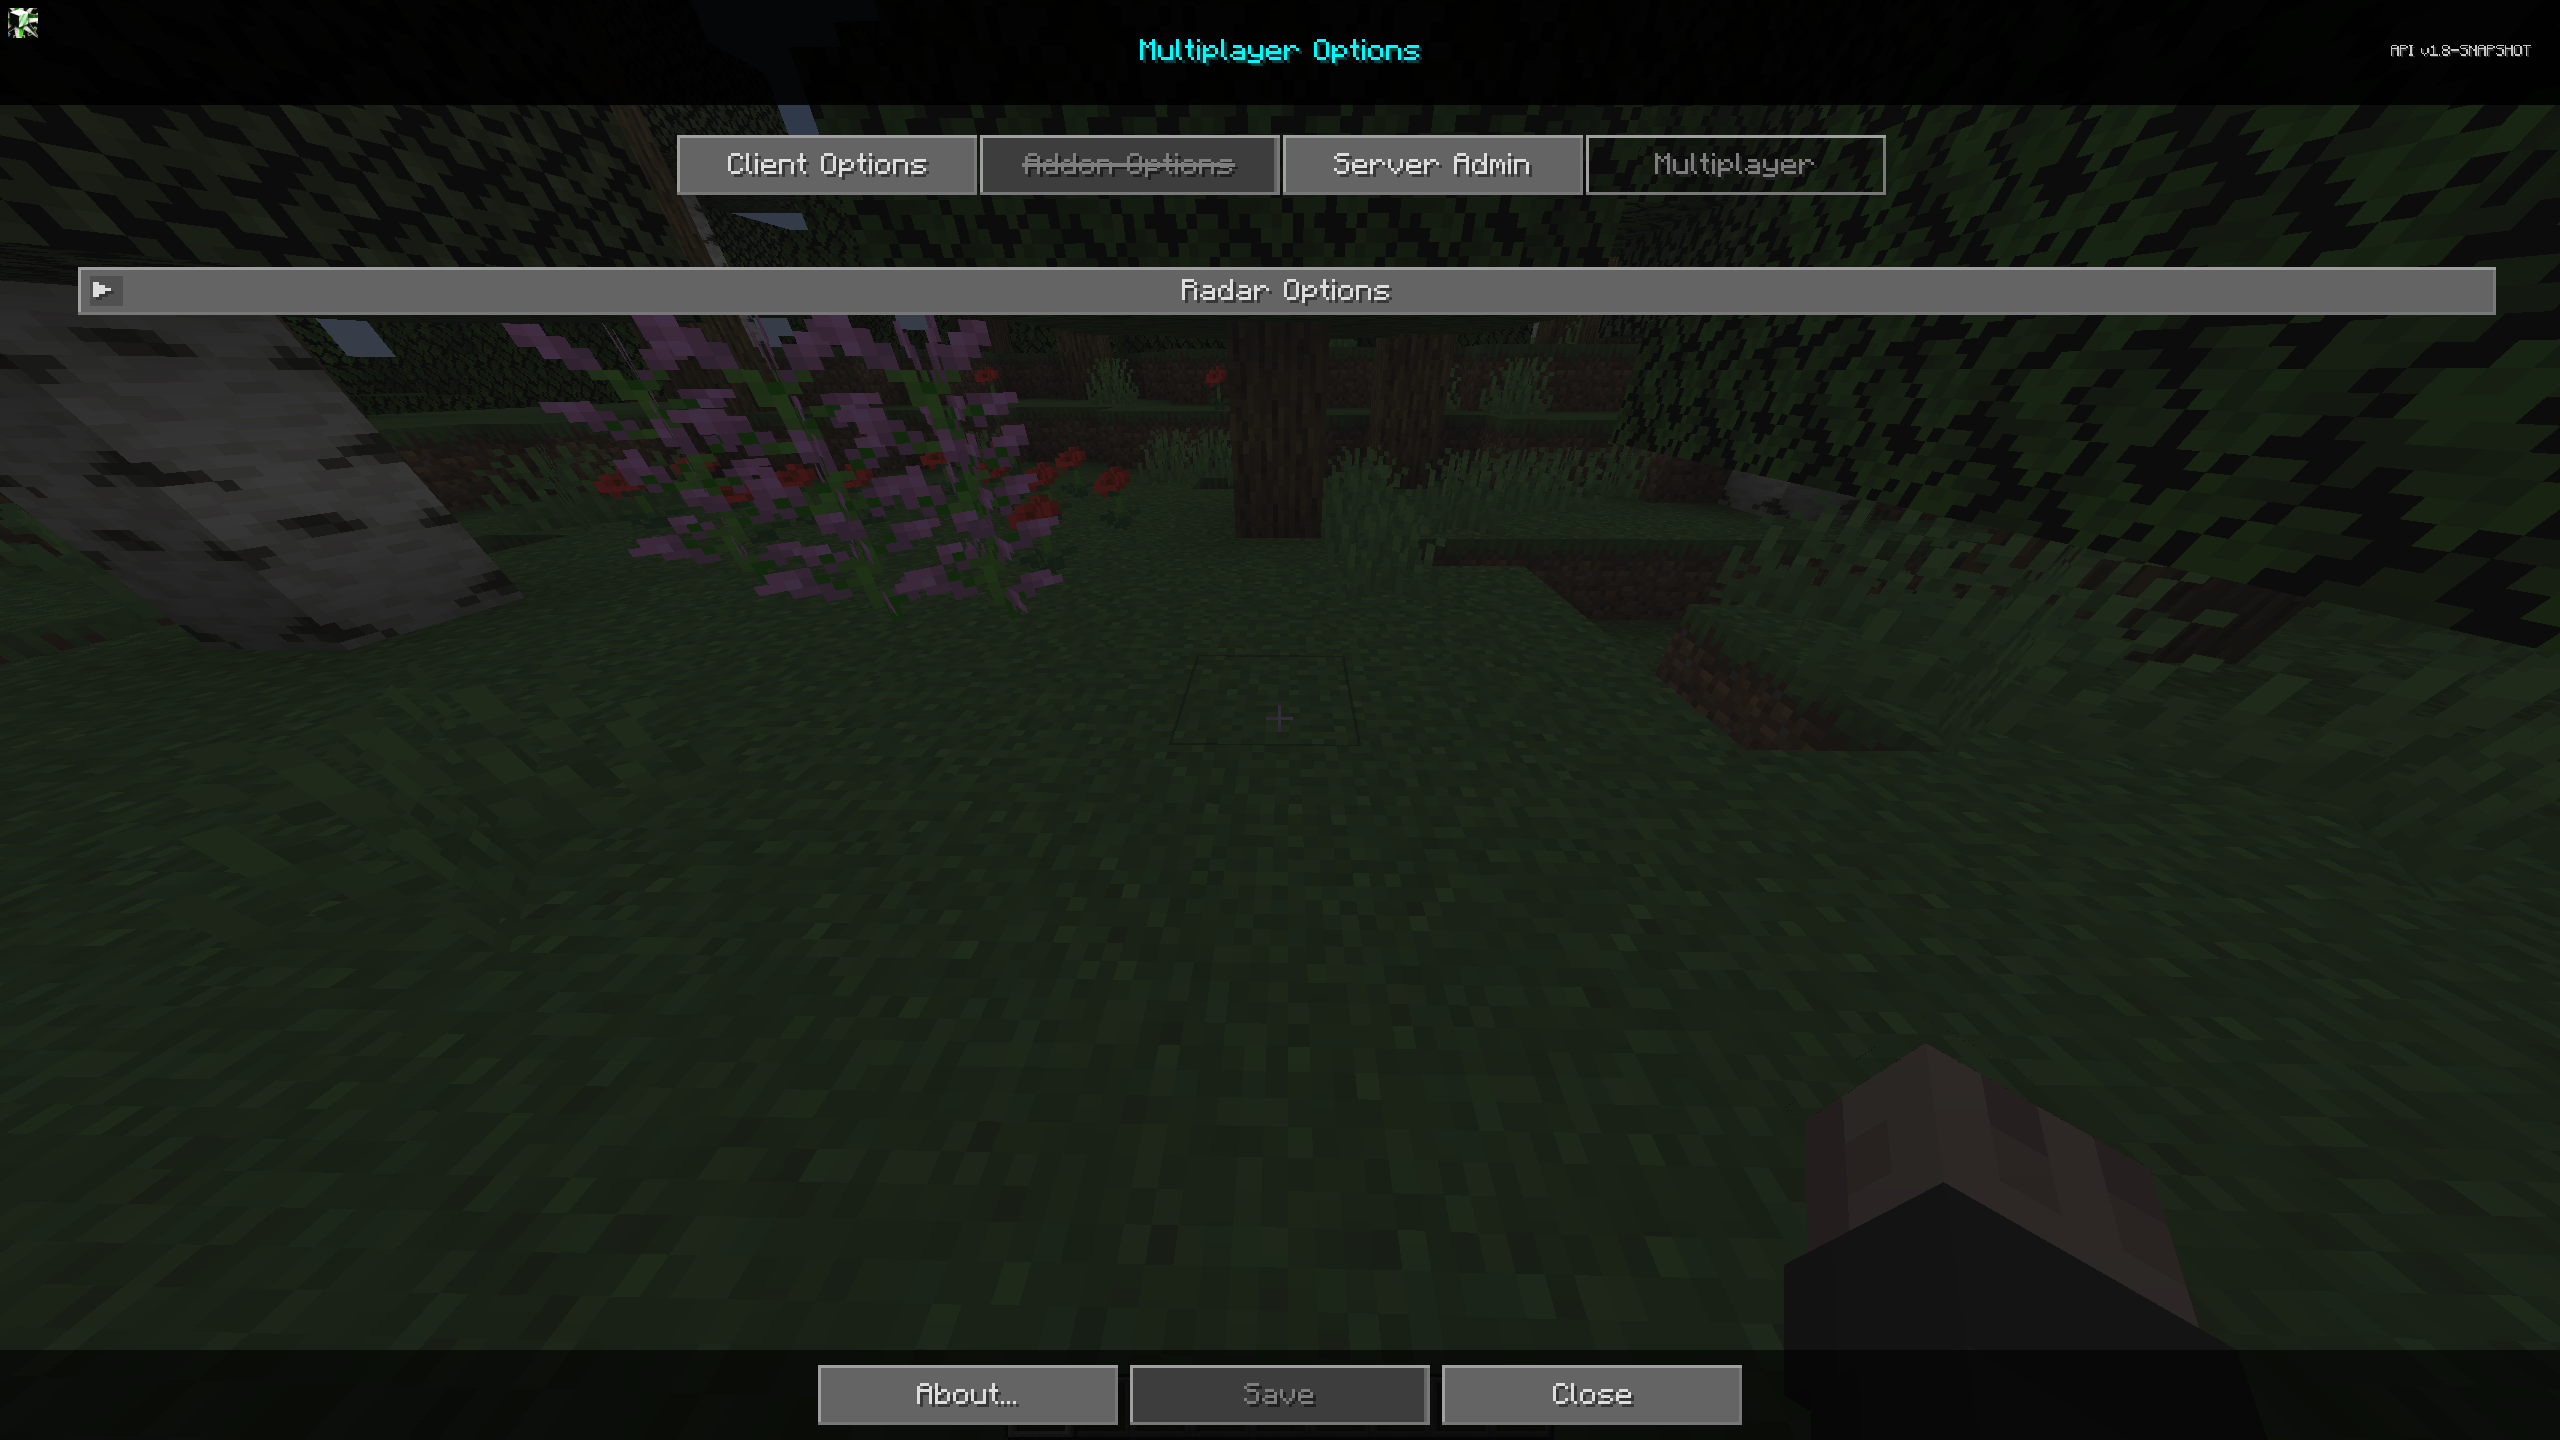 Multiplayer Options
API v1.8-SNAPSHOT
Client Options
Addon Options
Server Admin
Multiplayer
Radar Options
About...
Save
Close